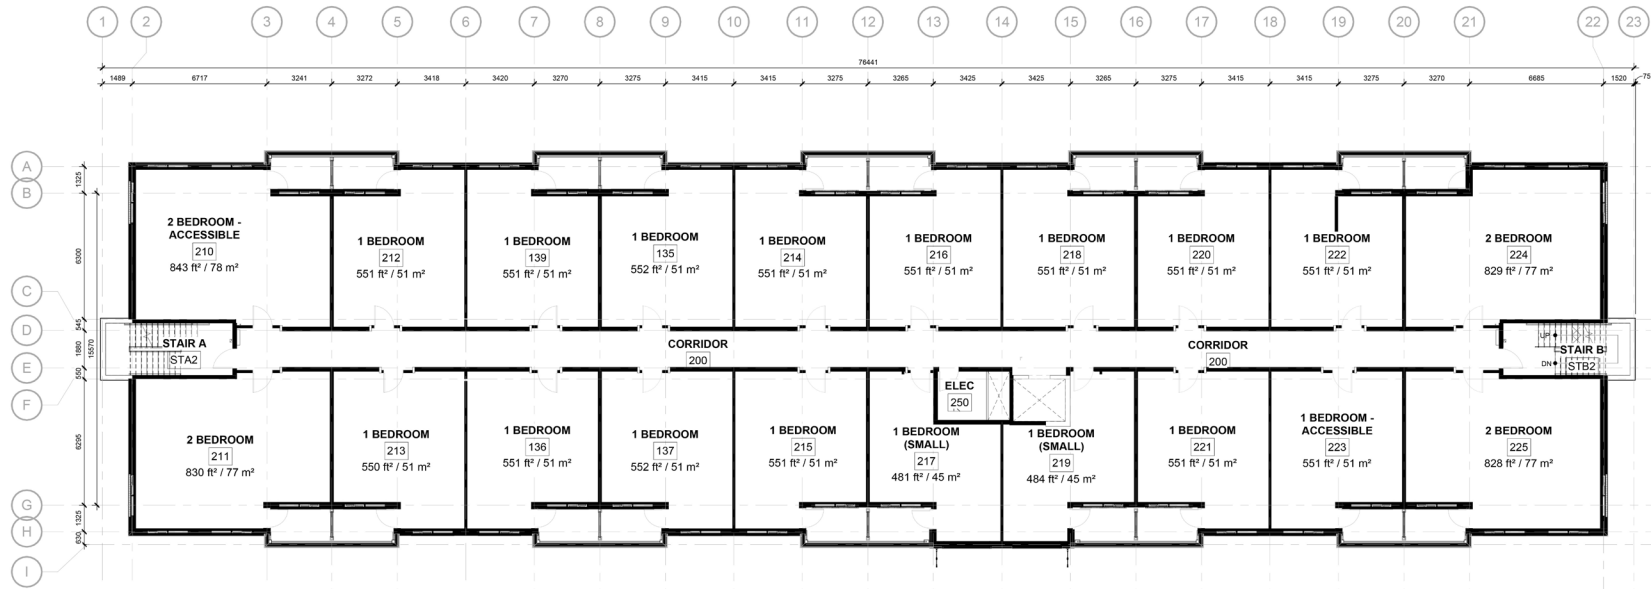 1 2 3 4 5 6 7 8 9 10 11 12 13 14 15 16 17 18 19 20 21 22 23
76441
1489 6717 3241 3272 3418 3420 3270 3275 3415 3415 3275 3265 3425 3425 3265 3275 3415 3415 3275 3270 6685 1520 75
A
B
C
D
E
F
G
H
I
1325
6300
545
1880
550
15570
6295
1325
630
2 BEDROOM -
ACCESSIBLE
210
843 ft² / 78 m²
1 BEDROOM
212
551 ft² / 51 m²
1 BEDROOM
139
551 ft² / 51 m²
1 BEDROOM
135
552 ft² / 51 m²
1 BEDROOM
214
551 ft² / 51 m²
1 BEDROOM
216
551 ft² / 51 m²
1 BEDROOM
218
551 ft² / 51 m²
1 BEDROOM
220
551 ft² / 51 m²
1 BEDROOM
222
551 ft² / 51 m²
2 BEDROOM
224
829 ft² / 77 m²
STAIR A
STA2
CORRIDOR
200
CORRIDOR
200
UP
DN
STAIR B
STB2
2 BEDROOM
211
830 ft² / 77 m²
1 BEDROOM
213
550 ft² / 51 m²
1 BEDROOM
136
551 ft² / 51 m²
1 BEDROOM
137
552 ft² / 51 m²
1 BEDROOM
215
551 ft² / 51 m²
ELEC
250
1 BEDROOM
(SMALL)
217
481 ft² / 45 m²
1 BEDROOM
(SMALL)
219
484 ft² / 45 m²
1 BEDROOM
221
551 ft² / 51 m²
1 BEDROOM -
ACCESSIBLE
223
551 ft² / 51 m²
2 BEDROOM
225
828 ft² / 77 m²